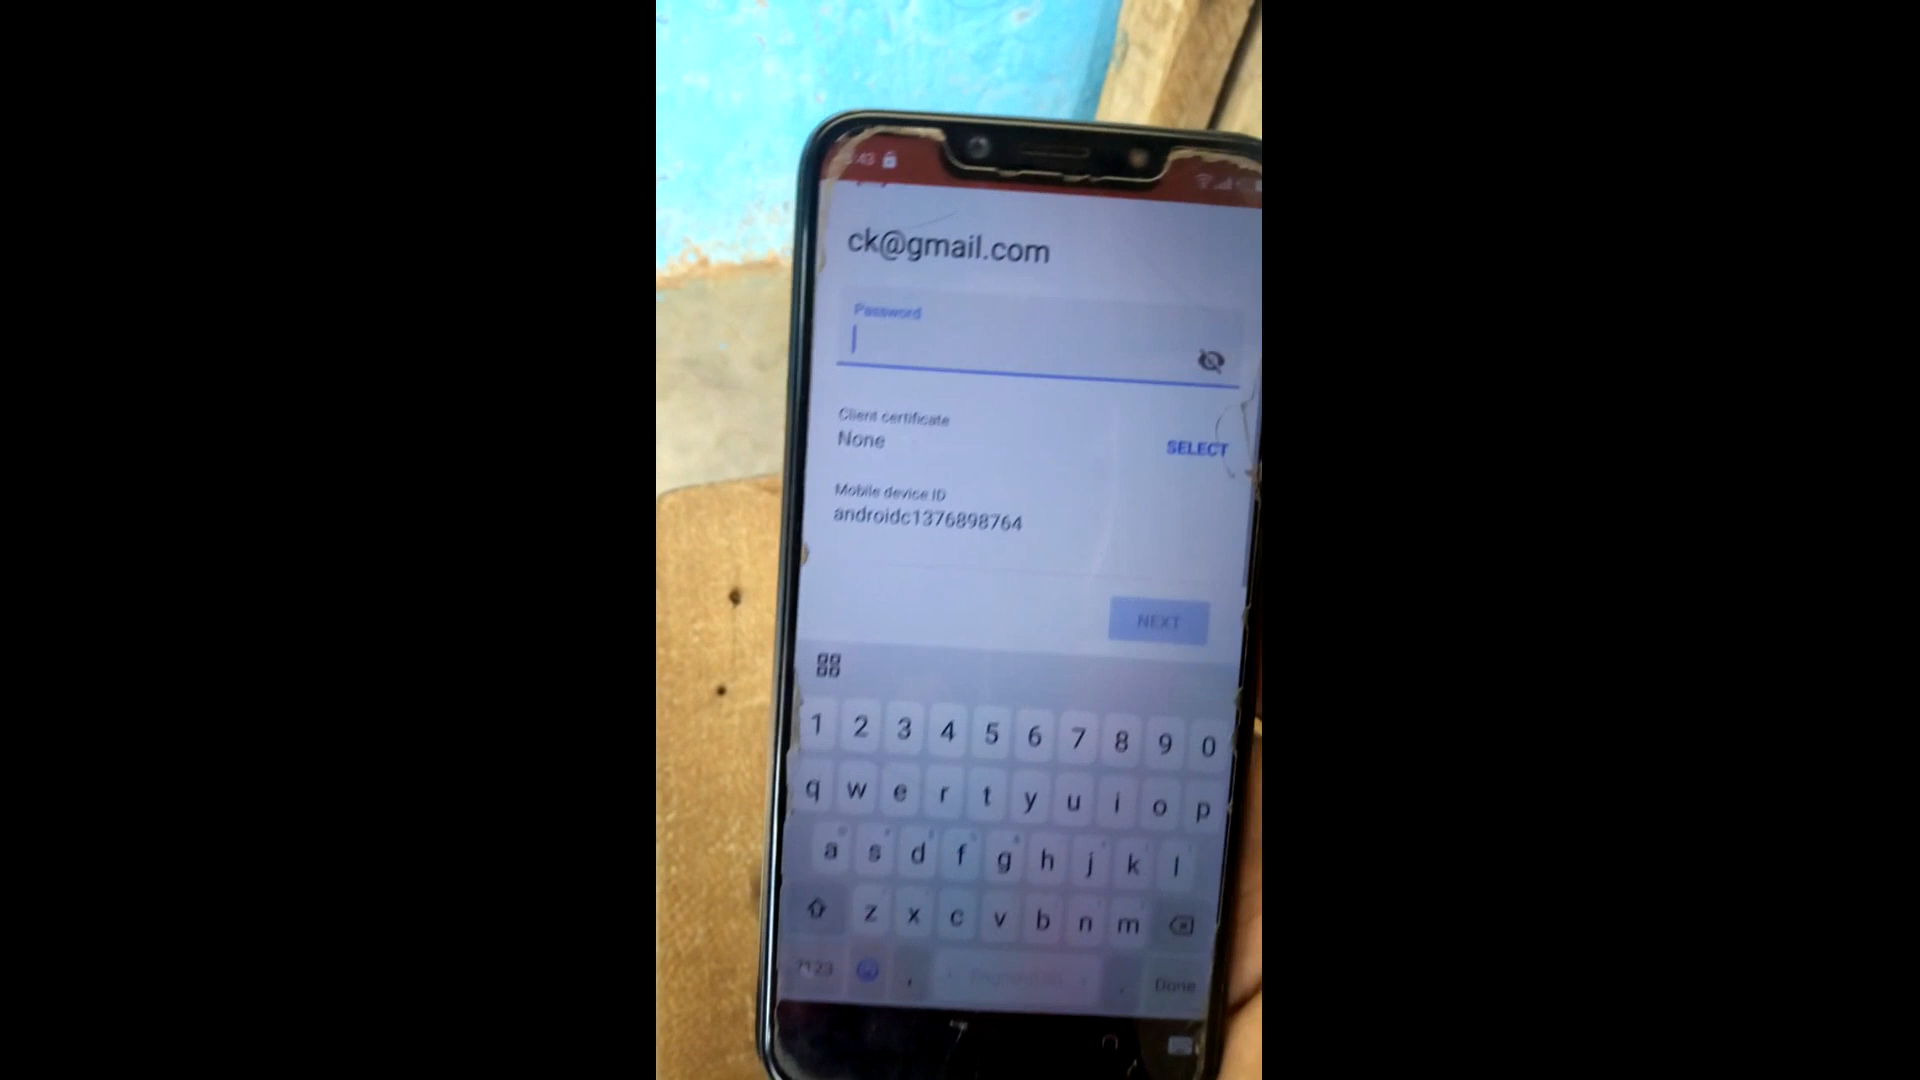 :43
ck@gmail.com
Password
Client certificate
None
SELECT
Mobile device ID
androidc1376898764
NEXT
1 2 3 4 5 6 7 8 9 0
q w e r t y u i o p
a s d f g h j k l
z x c v b n m
?123 , . Done